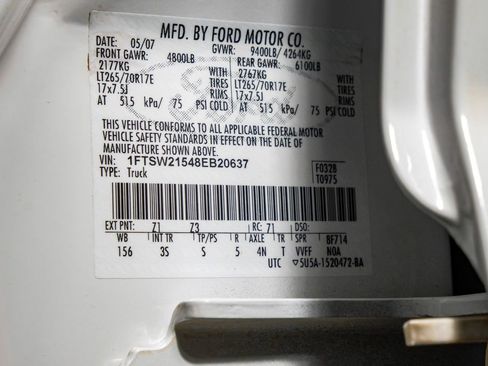 MFD. BY FORD MOTOR CO.
DATE: 05/07 GVWR: 9400LB/ 4264KG
FRONT GAWR: 4800LB REAR GAWR: 6100LB
2177KG WITH 2767KG WITH
LT265/70R17E TIRES LT265/70R17E TIRES
17x7.5J RIMS 17x7.5J RIMS
AT 515 kPa/ 75 PSI COLD AT 515 kPa/ 75 PSI COLD
THIS VEHICLE CONFORMS TO ALL APPLICABLE FEDERAL MOTOR
VEHICLE SAFETY STANDARDS IN EFFECT ON THE DATE OF
MANUFACTURE SHOWN ABOVE.
VIN: 1FTSW21548EB20637
TYPE: Truck
F0328
T0975
EXT PNT: Z1 Z3 RC: 71 DSO:
WB INT TR TP/PS R AXLE TR SPR BF714
156 3S S 5 4N T VVFF NOA
UTC ▽5U5A-1520472-BA